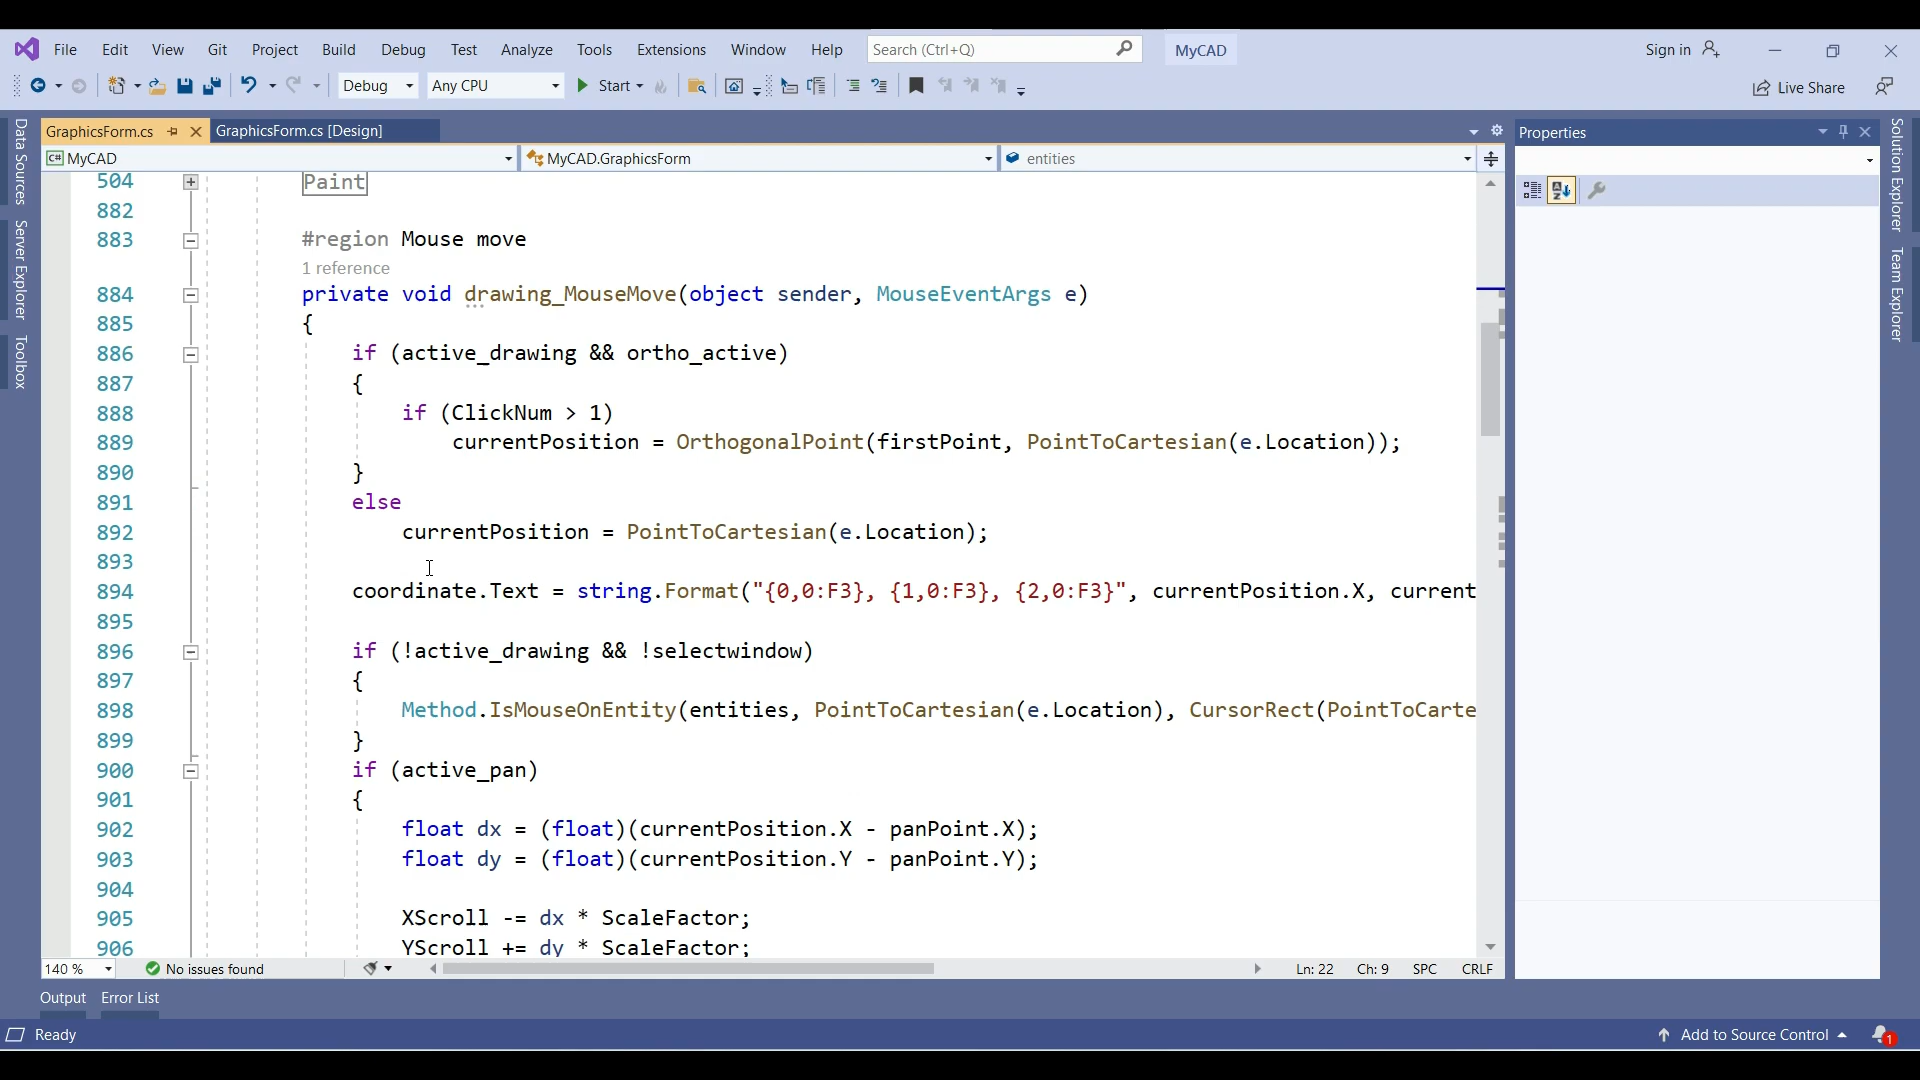 File Edit View Git Project Build Debug Test Analyze Tools Extensions Window Help Search (Ctrl+Q) MyCAD Sign in
Debug Any CPU Start Live Share
GraphicsForm.cs GraphicsForm.cs [Design]
C# MyCAD MyCAD.GraphicsForm entities
Data Sources
Server Explorer
Toolbox
504 Paint
882
883 #region Mouse move
1 reference
884 private void drawing_MouseMove(object sender, MouseEventArgs e)
885 {
886 if (active_drawing && ortho_active)
887 {
888 if (ClickNum > 1)
889 currentPosition = OrthogonalPoint(firstPoint, PointToCartesian(e.Location));
890 }
891 else
892 currentPosition = PointToCartesian(e.Location);
893
894 coordinate.Text = string.Format("{0,0:F3}, {1,0:F3}, {2,0:F3}", currentPosition.X, current
895
896 if (!active_drawing && !selectwindow)
897 {
898 Method.IsMouseOnEntity(entities, PointToCartesian(e.Location), CursorRect(PointToCarte
899 }
900 if (active_pan)
901 {
902 float dx = (float)(currentPosition.X - panPoint.X);
903 float dy = (float)(currentPosition.Y - panPoint.Y);
904
905 XScroll -= dx * ScaleFactor;
906 YScroll += dy * ScaleFactor;
140 % No issues found Ln: 22 Ch: 9 SPC CRLF
Properties
Solution Explorer
Team Explorer
Output Error List
Ready Add to Source Control 1